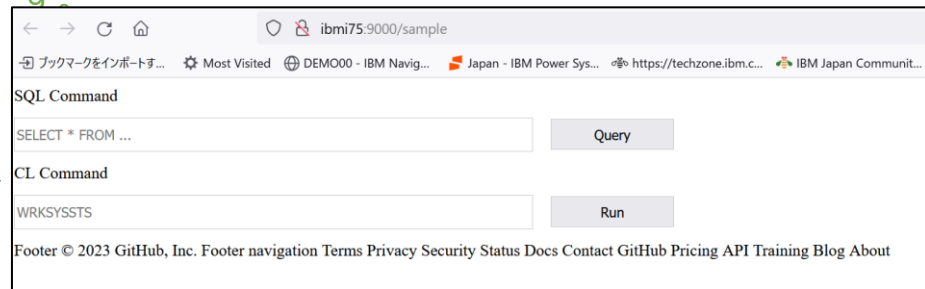 ibmi75:9000/sample
ブックマークをインポートす... Most Visited DEMO00 - IBM Navig... Japan - IBM Power Sys... https://techzone.ibm.c... IBM Japan Communit...
SQL Command
SELECT * FROM ... Query
CL Command
WRKSYSSTS Run
Footer © 2023 GitHub, Inc. Footer navigation Terms Privacy Security Status Docs Contact GitHub Pricing API Training Blog About